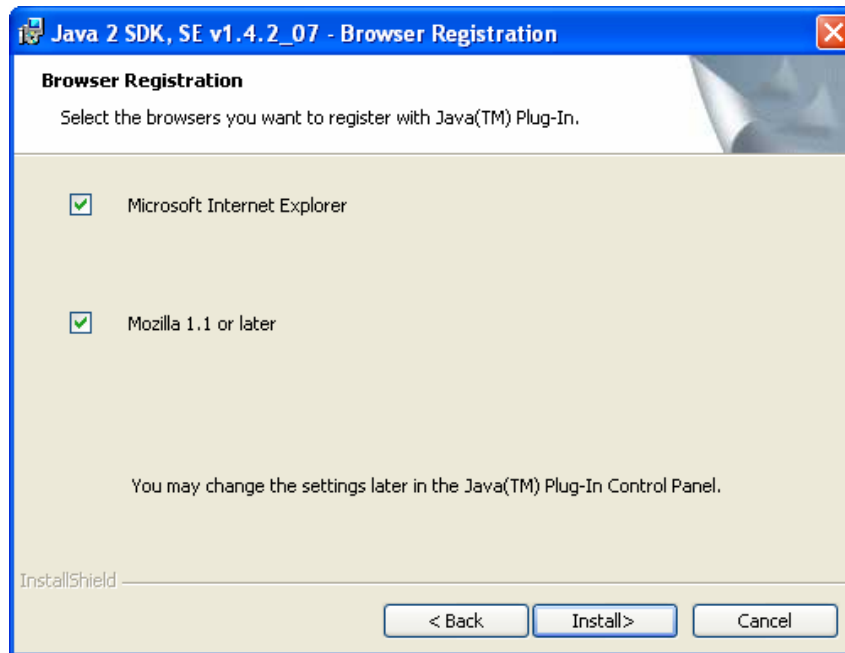 Java 2 SDK, SE v1.4.2_07 - Browser Registration
Browser Registration
Select the browsers you want to register with Java(TM) Plug-In.
Microsoft Internet Explorer
Mozilla 1.1 or later
You may change the settings later in the Java(TM) Plug-In Control Panel.
InstallShield
< Back Install> Cancel